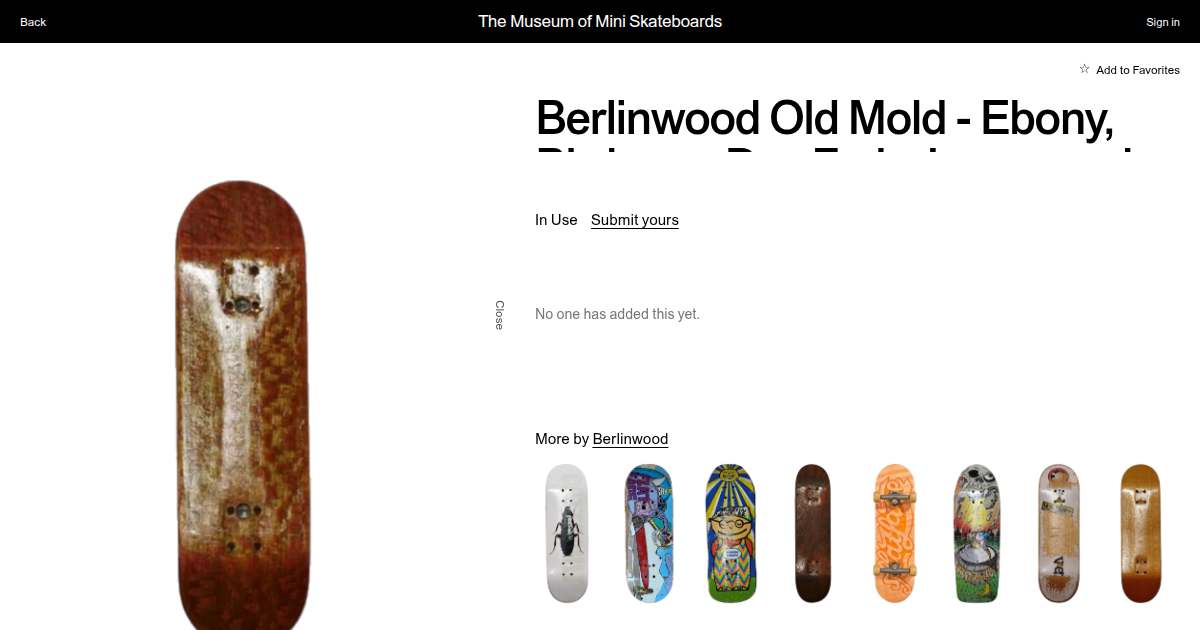 Back
The Museum of Mini Skateboards
Sign in
☆ Add to Favorites
Berlinwood Old Mold - Ebony,
In Use Submit yours
Close
No one has added this yet.
More by Berlinwood